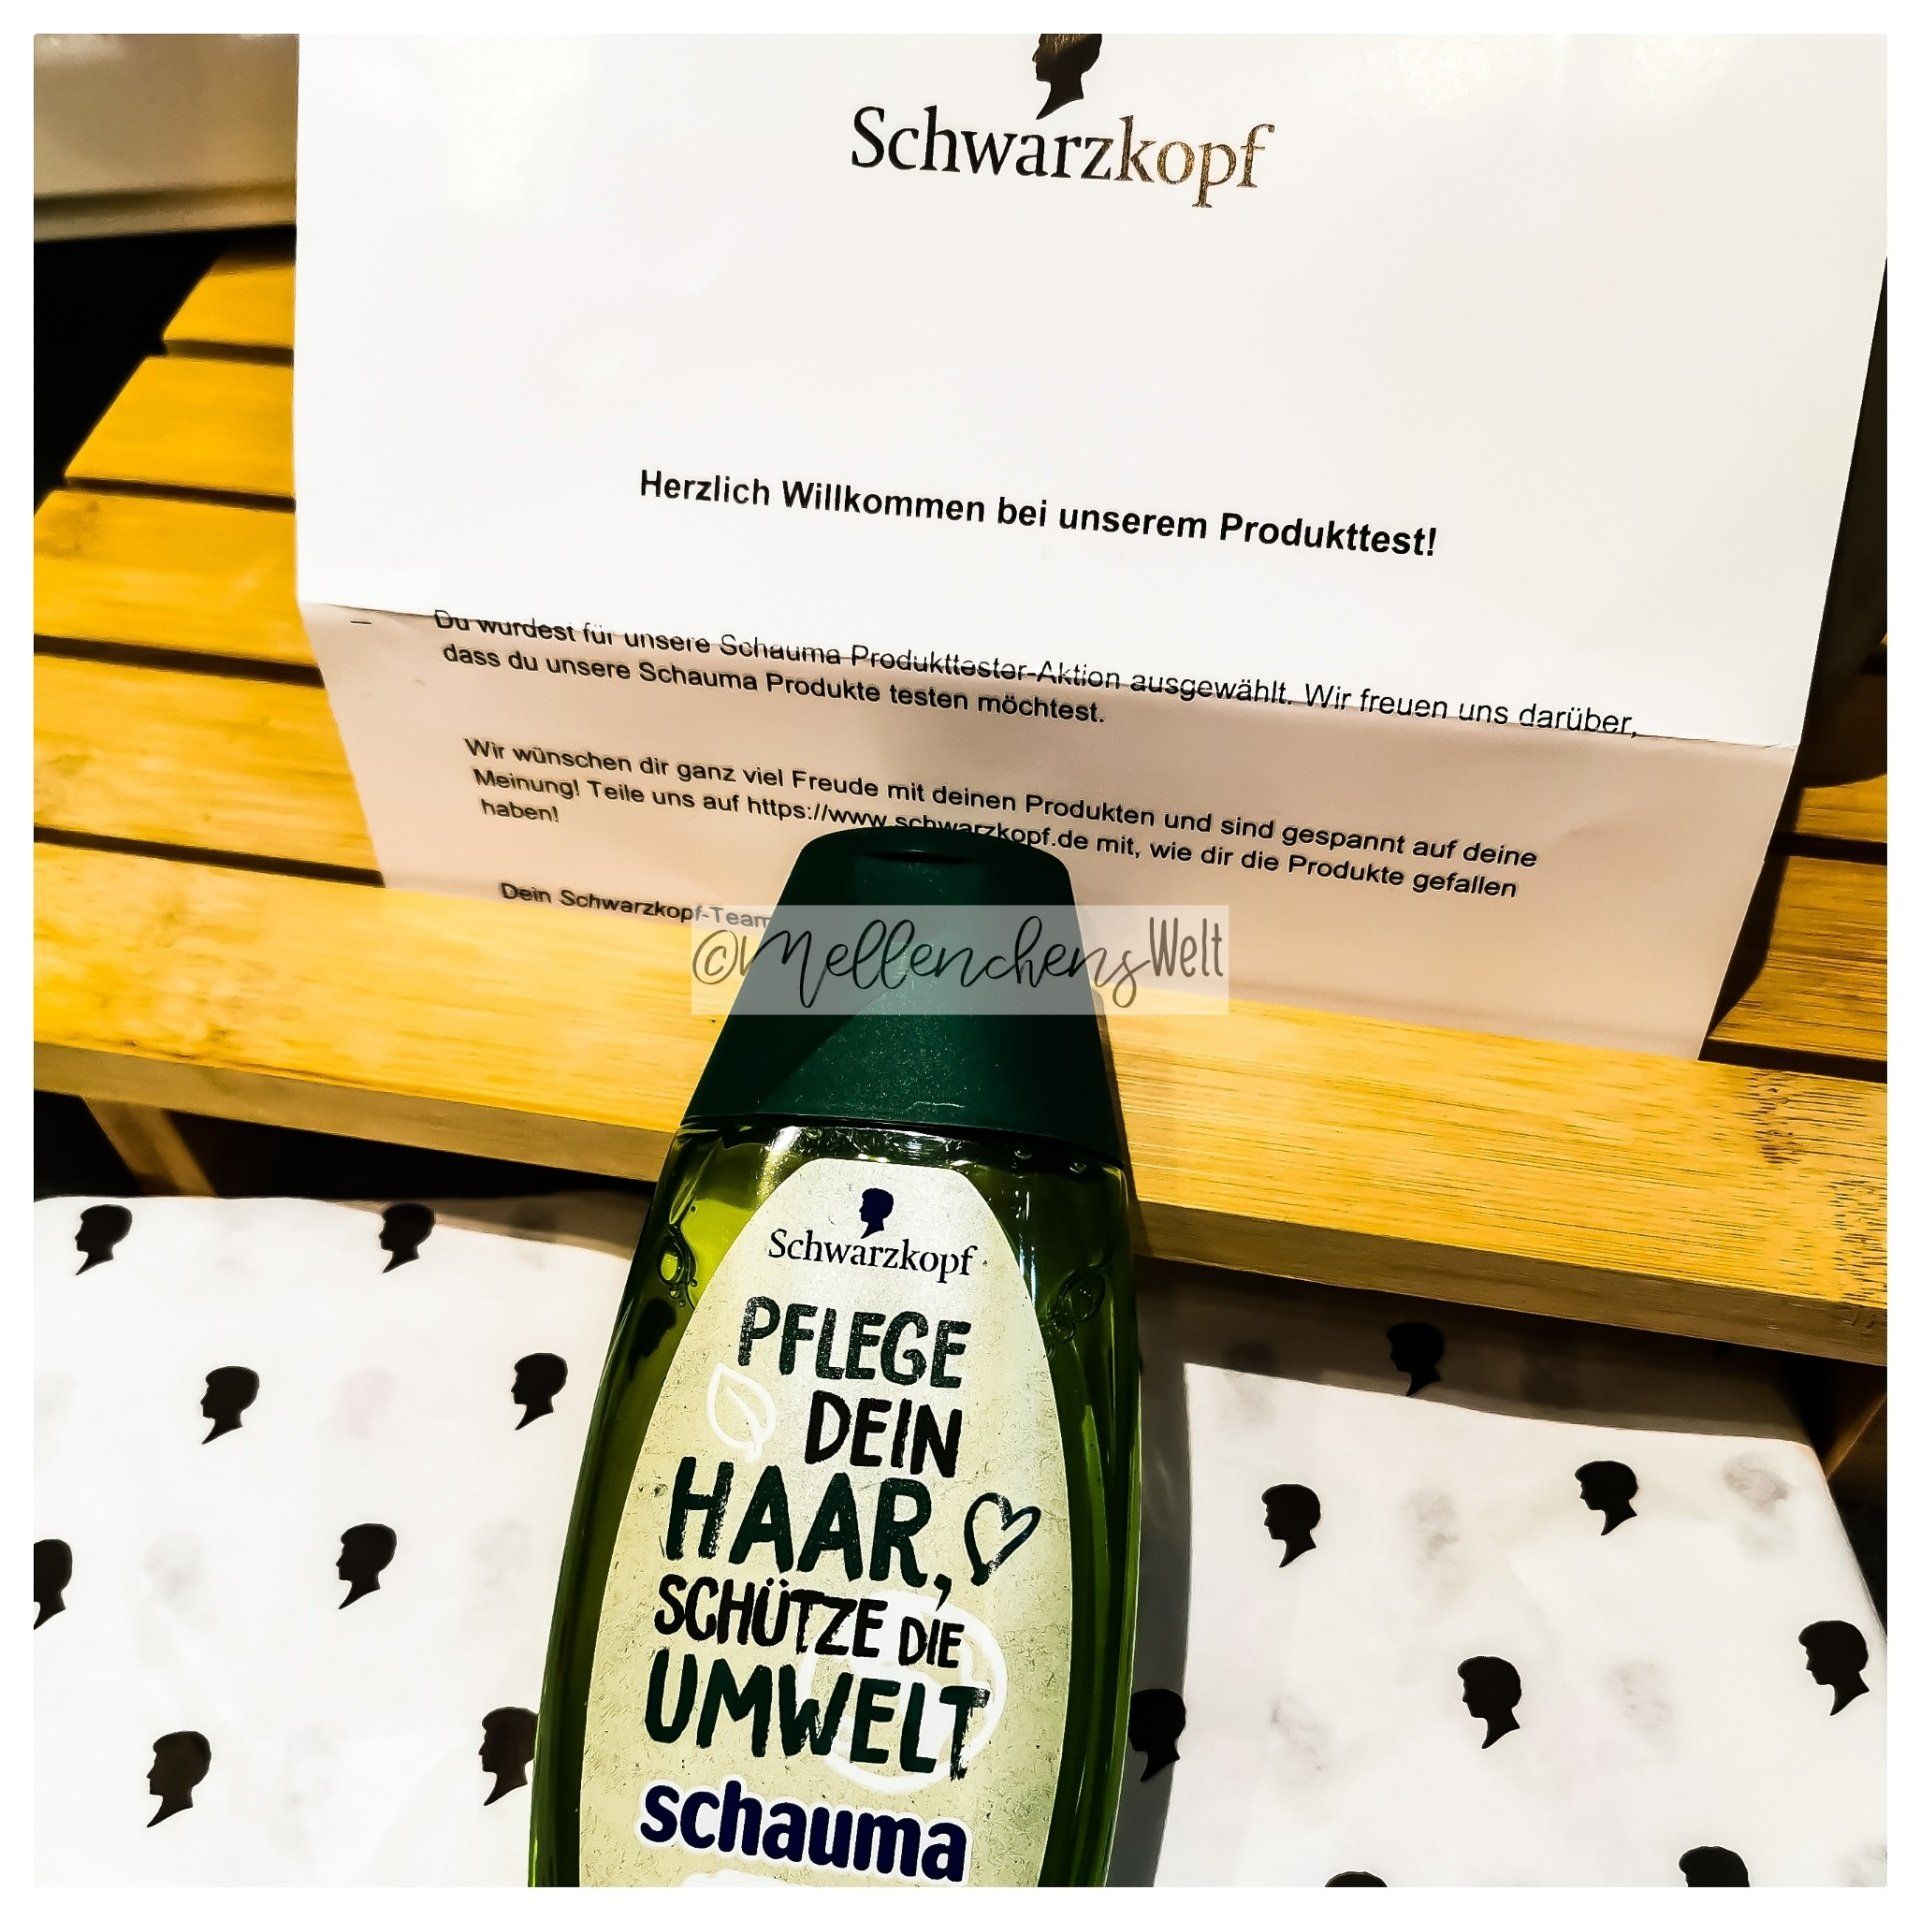 Schwarzkopf
Herzlich Willkommen bei unserem Produkttest!
Du wurdest für unsere Schauma Produkttester-Aktion ausgewählt. Wir freuen uns darüber,
dass du unsere Schauma Produkte testen möchtest.
Wir wünschen dir ganz viel Freude mit deinen Produkten und sind gespannt auf deine
Meinung! Teile uns auf https://www.schwarzkopf.de mit, wie dir die Produkte gefallen
haben!
Dein Schwarzkopf-Team
©MellenchensWelt
Schwarzkopf
PFLEGE
DEIN
HAAR,
SCHÜTZE DIE
UMWELT
schauma